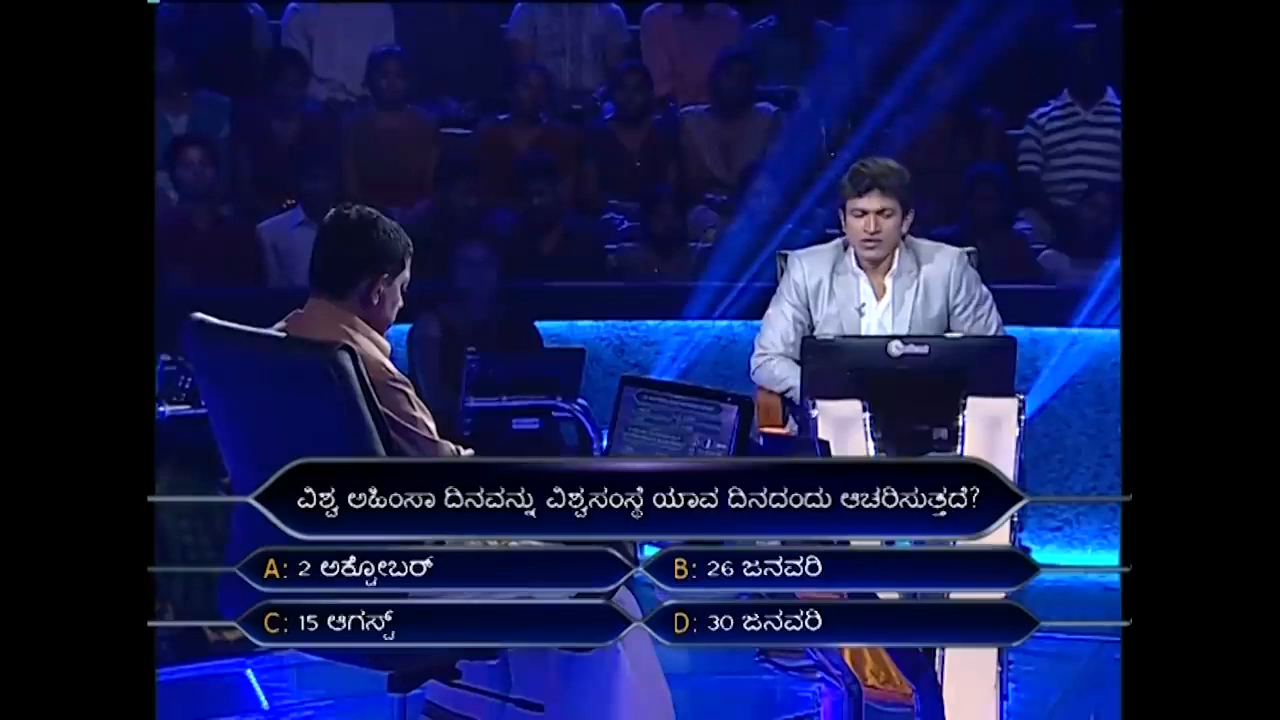 ವಿಶ್ವ ಅಹಿಂಸಾ ದಿನವನ್ನು ವಿಶ್ವಸಂಸ್ಥೆ ಯಾವ ದಿನದಂದು ಆಚರಿಸುತ್ತದೆ?
A: 2 ಅಕ್ಟೋಬರ್
B: 26 ಜನವರಿ
C: 15 ಆಗಸ್ಟ್
D: 30 ಜನವರಿ